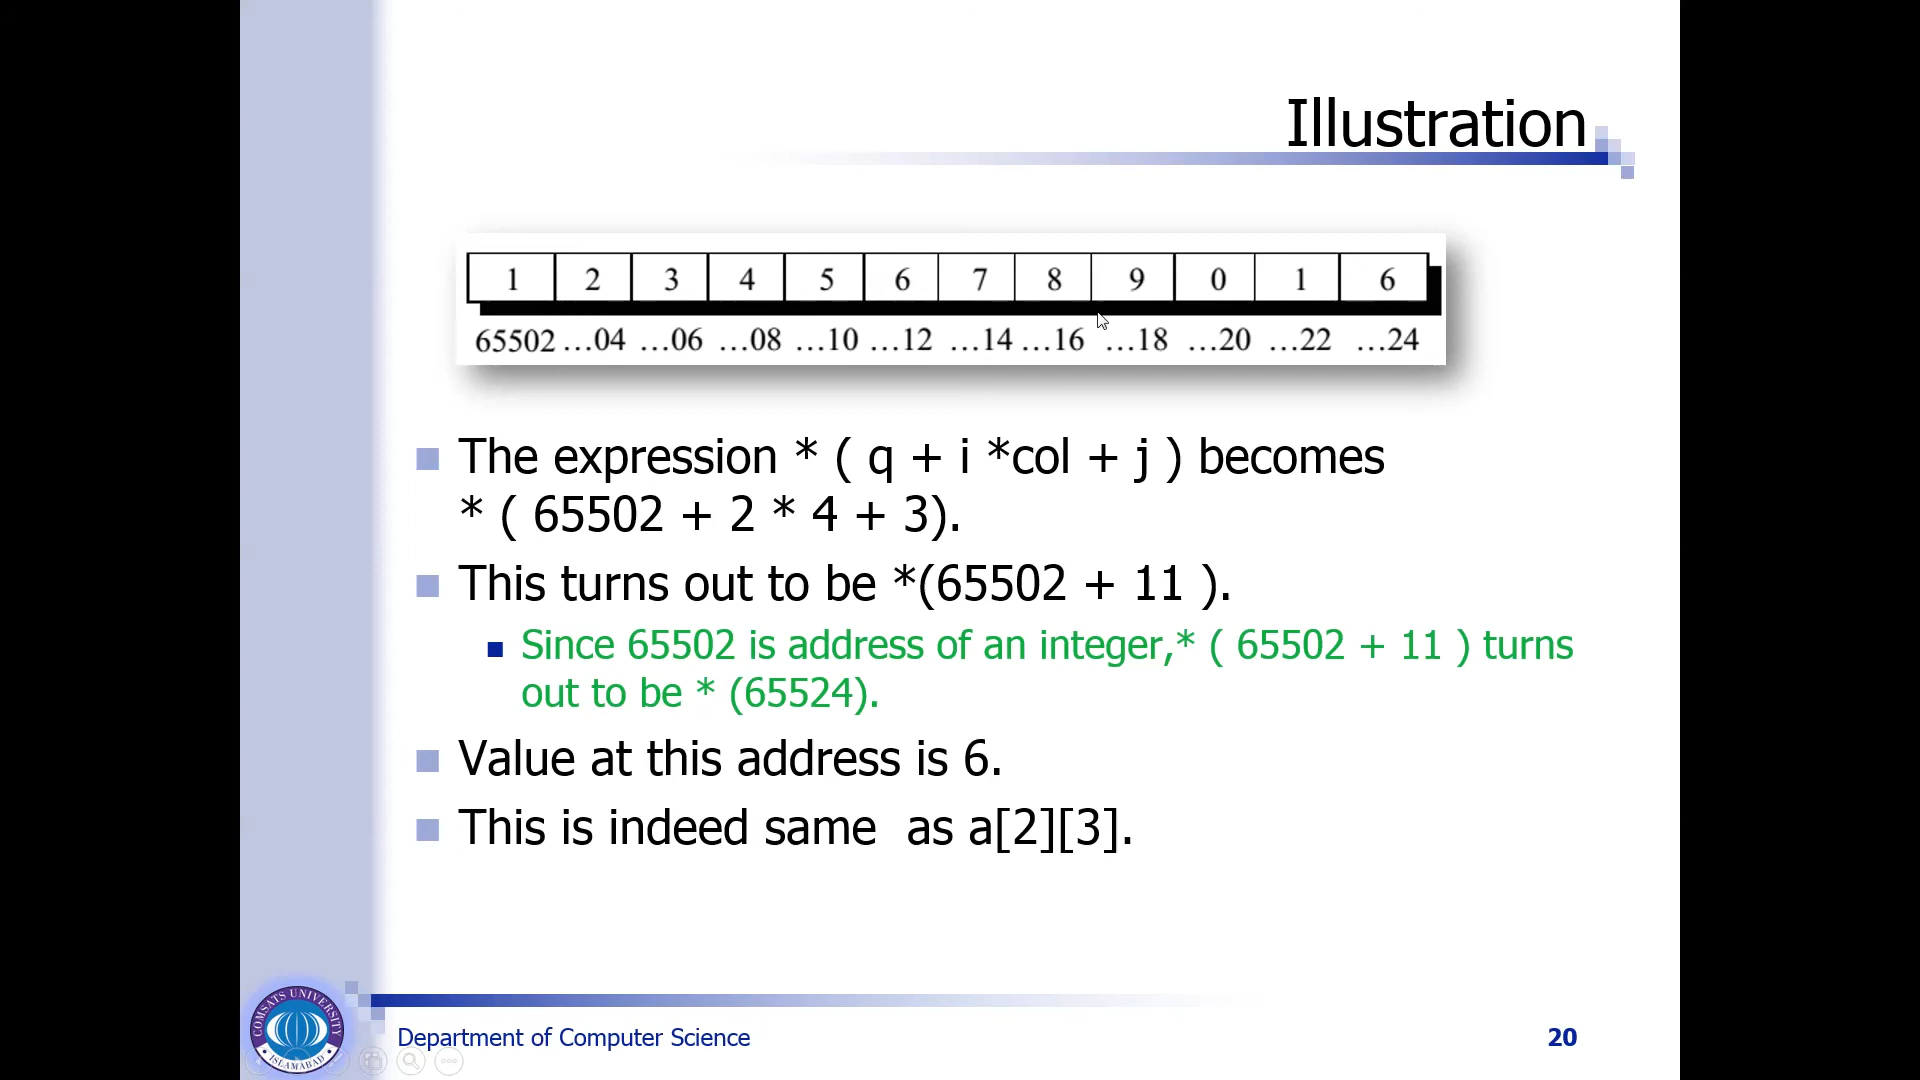 Illustration
1 2 3 4 5 6 7 8 9 0 1 6
65502 ...04 ...06 ...08 ...10 ...12 ...14 ...16 ...18 ...20 ...22 ...24
The expression * ( q + i *col + j ) becomes
* ( 65502 + 2 * 4 + 3).
This turns out to be *(65502 + 11 ).
Since 65502 is address of an integer,* ( 65502 + 11 ) turns
out to be * (65524).
Value at this address is 6.
This is indeed same as a[2][3].
COMSATS UNIVERSITY
ISLAMABAD
Department of Computer Science
20